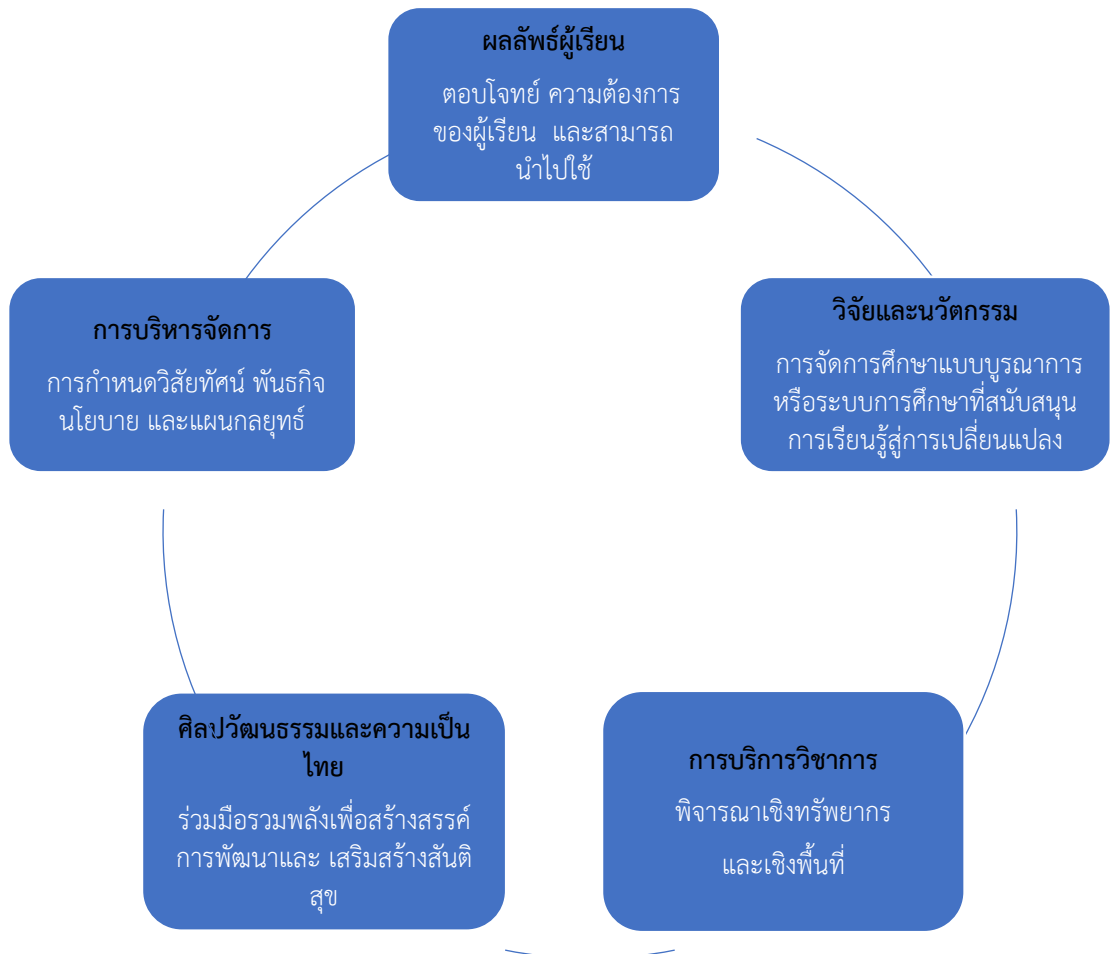 ผลลัพธ์ผู้เรียน
ตอบโจทย์ ความต้องการ
ของผู้เรียน และสามารถ
นำไปใช้
วิจัยและนวัตกรรม
การจัดการศึกษาแบบบูรณาการ
หรือระบบการศึกษาที่สนับสนุน
การเรียนรู้สู่การเปลี่ยนแปลง
การบริการวิชาการ
พิจารณาเชิงทรัพยากร
และเชิงพื้นที่
ศิลปวัฒนธรรมและความเป็น
ไทย
ร่วมมือรวมพลังเพื่อสร้างสรรค์
การพัฒนาและ เสริมสร้างสันติ
สุข
การบริหารจัดการ
การกำหนดวิสัยทัศน์ พันธกิจ
นโยบาย และแผนกลยุทธ์